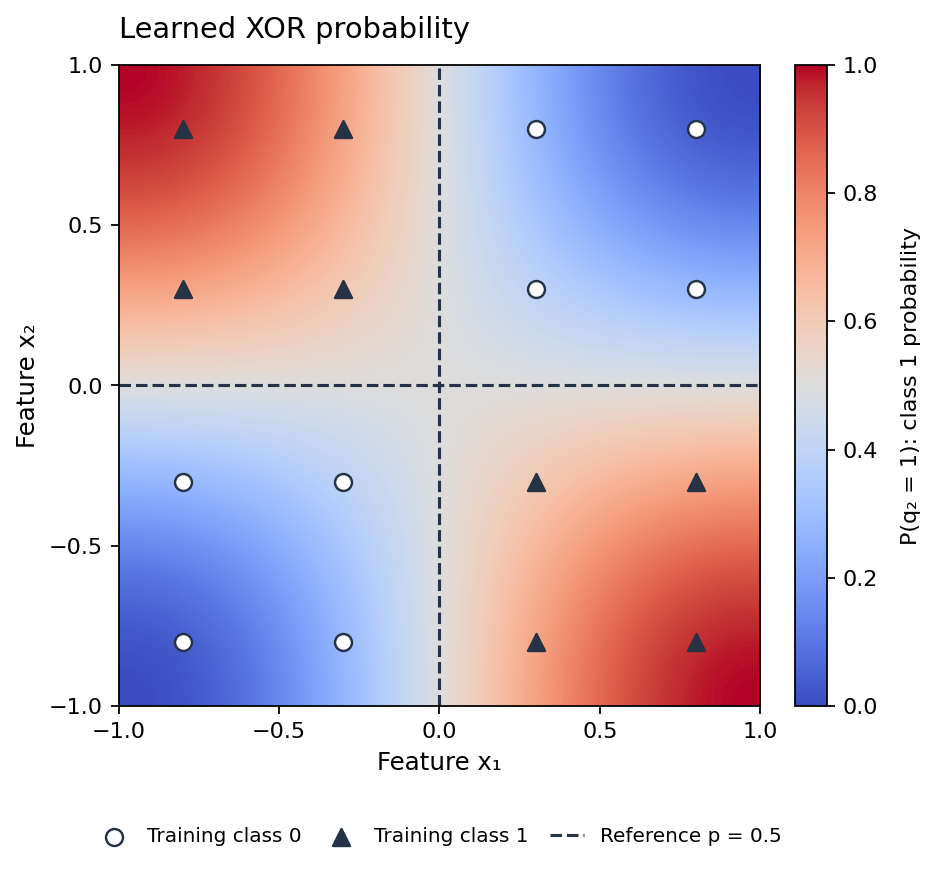 Learned XOR probability
1.0
0.5
0.0
−0.5
−1.0
Feature x₂
−1.0
−0.5
0.0
0.5
1.0
Feature x₁
1.0
0.8
0.6
0.4
0.2
0.0
P(q₂ = 1): class 1 probability
Training class 0
Training class 1
Reference p = 0.5